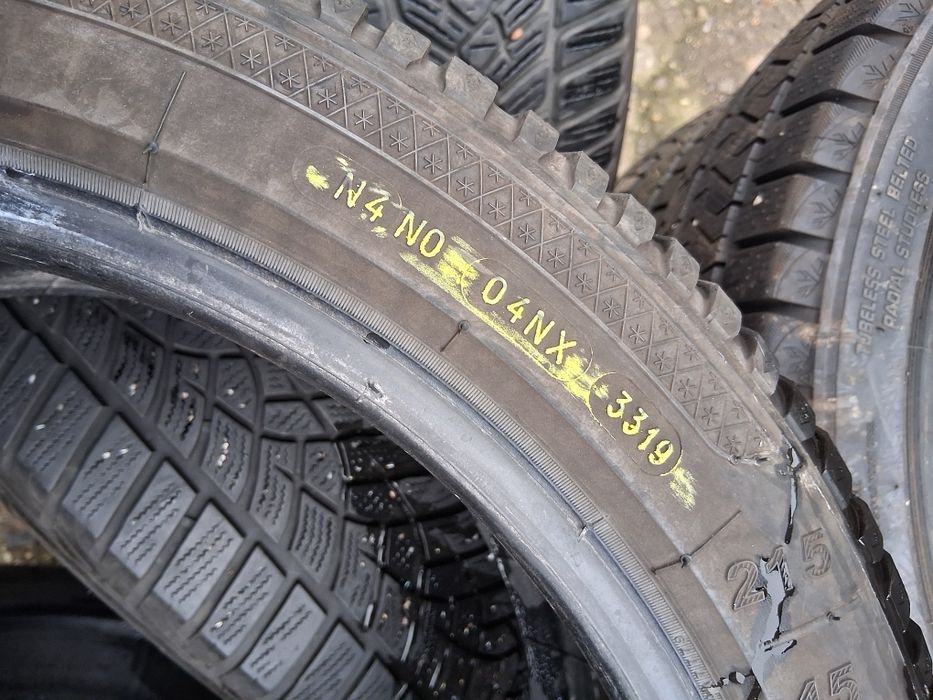 N4 N0 04NX 3319
215
45
TUBELESS STEEL BELTED
RADIAL STUDLESS